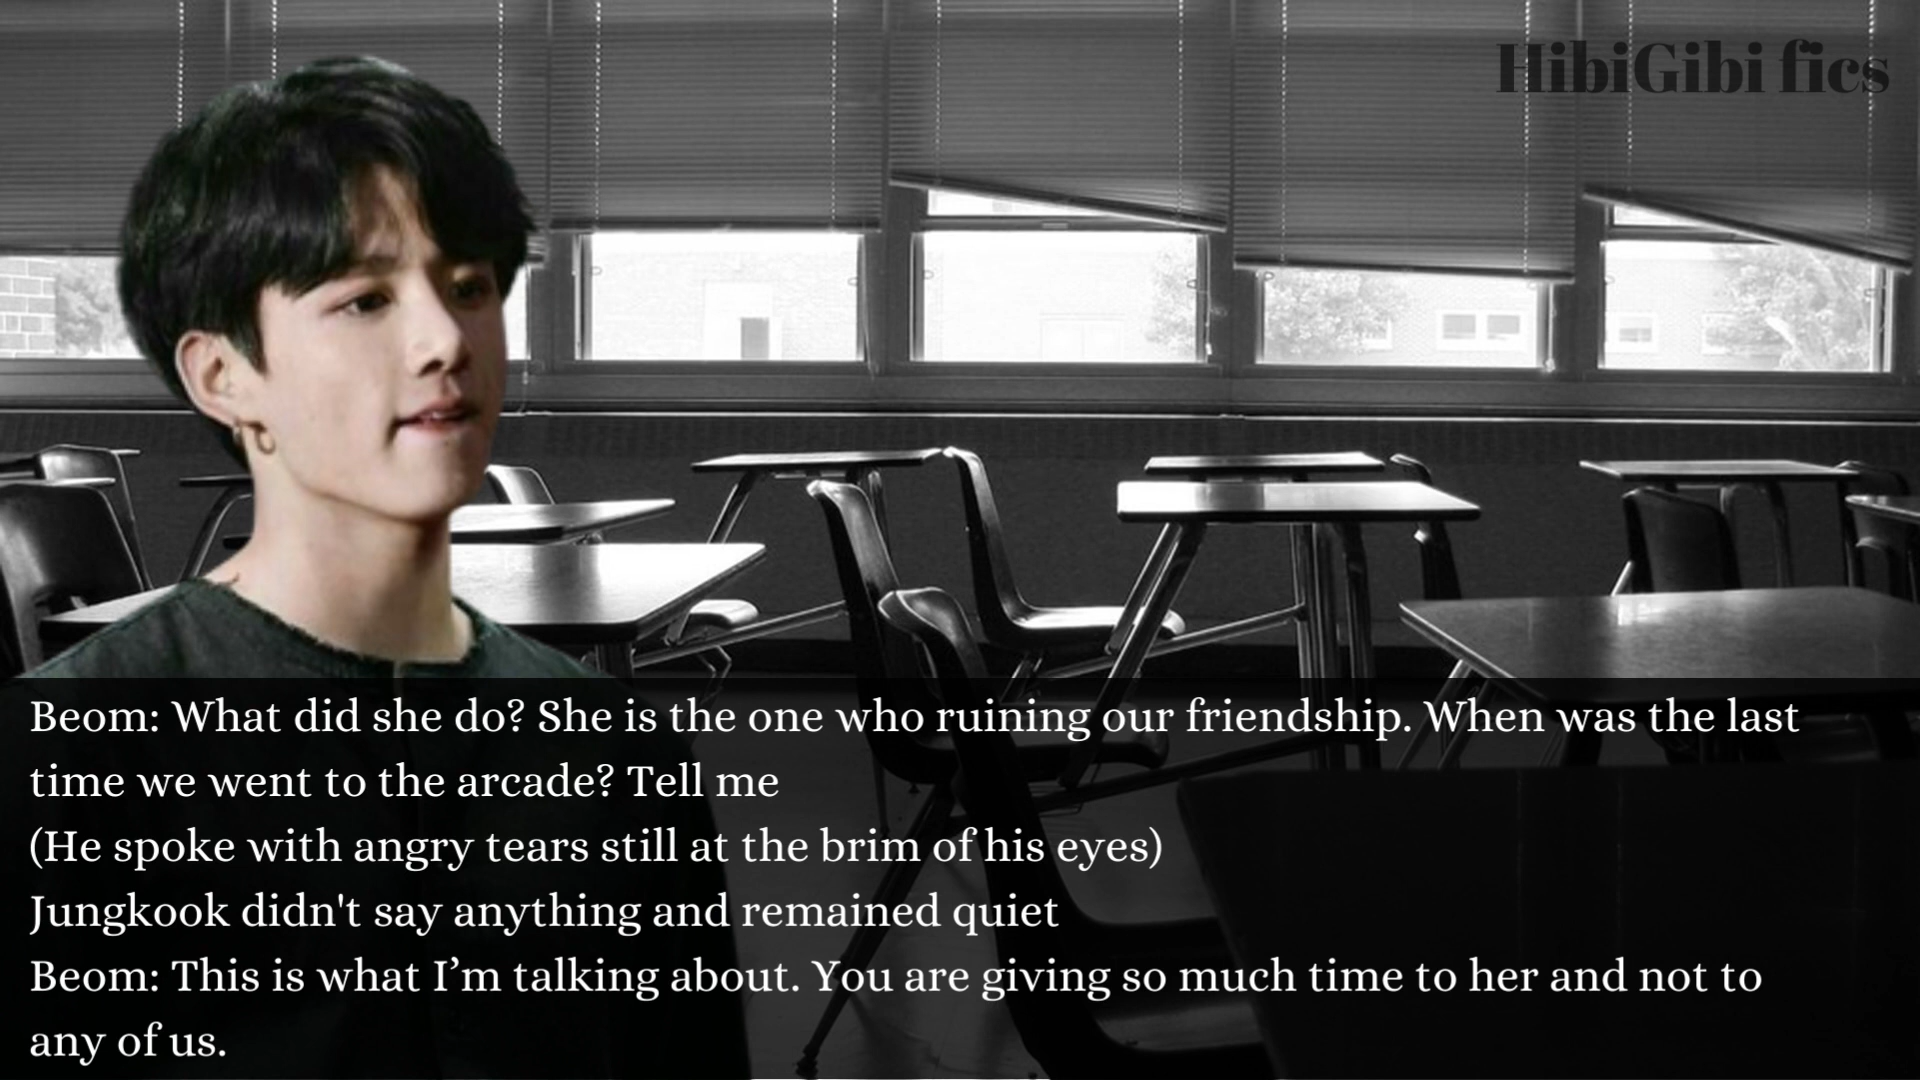 HibiGibi fics
Beom: What did she do? She is the one who ruining our friendship. When was the last
time we went to the arcade? Tell me
(He spoke with angry tears still at the brim of his eyes)
Jungkook didn't say anything and remained quiet
Beom: This is what I’m talking about. You are giving so much time to her and not to
any of us.